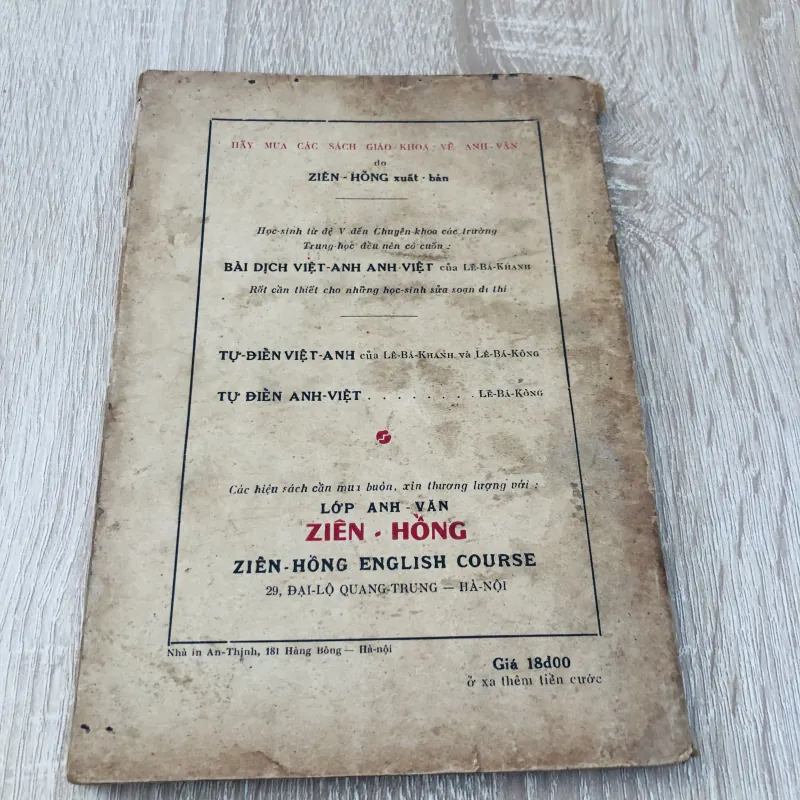 HÃY MUA CÁC SÁCH GIÁO-KHOA VỀ ANH-VĂN
do
ZIÊN-HỒNG xuất-bản
Học-sinh từ đệ V đến Chuyên-khoa các trường
Trung-học đều nên có cuốn :
BÀI DỊCH VIỆT-ANH ANH-VIỆT của LÊ-BÁ-KHANH
Rất cần thiết cho những học-sinh sửa soạn đi thi
TỰ-ĐIỂN VIỆT-ANH của LÊ-BÁ-KHANH và LÊ-BÁ-KÔNG
TỰ ĐIỂN ANH-VIỆT . . . . . . . . LÊ-BÁ-KÔNG
Các hiệu sách cần mua buôn, xin thương lượng với :
LỚP ANH-VĂN
ZIÊN-HỒNG
ZIÊN-HỒNG ENGLISH COURSE
29, ĐẠI-LỘ QUANG-TRUNG — HÀ-NỘI
Nhà in An-Thịnh, 181 Hàng Bông — Hà-nội
Giá 18đ00
ở xa thêm tiền cước